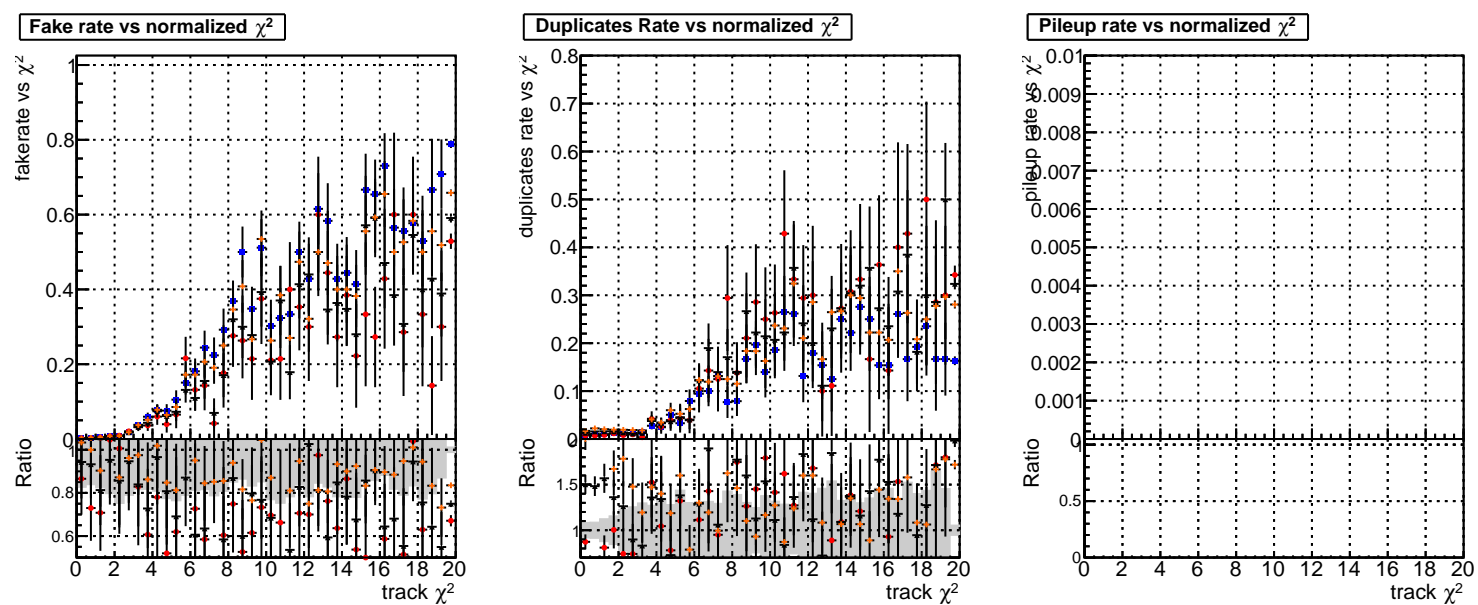 Fake rate vs normalized χ²
fakerate vs χ²
1
0.8
0.6
0.4
0.2
0
Ratio
1
0.8
0.6
0 2 4 6 8 10 12 14 16 18 20
track χ²
Duplicates Rate vs normalized χ²
duplicates rate vs χ²
0.8
0.7
0.6
0.5
0.4
0.3
0.2
0.1
0
Ratio
1.5
1
0 2 4 6 8 10 12 14 16 18 20
track χ²
Pileup rate vs normalized χ²
pileup rate vs χ²
0.01
0.009
0.008
0.007
0.006
0.005
0.004
0.003
0.002
0.001
0
Ratio
0.5
0
0 2 4 6 8 10 12 14 16 18 20
track χ²